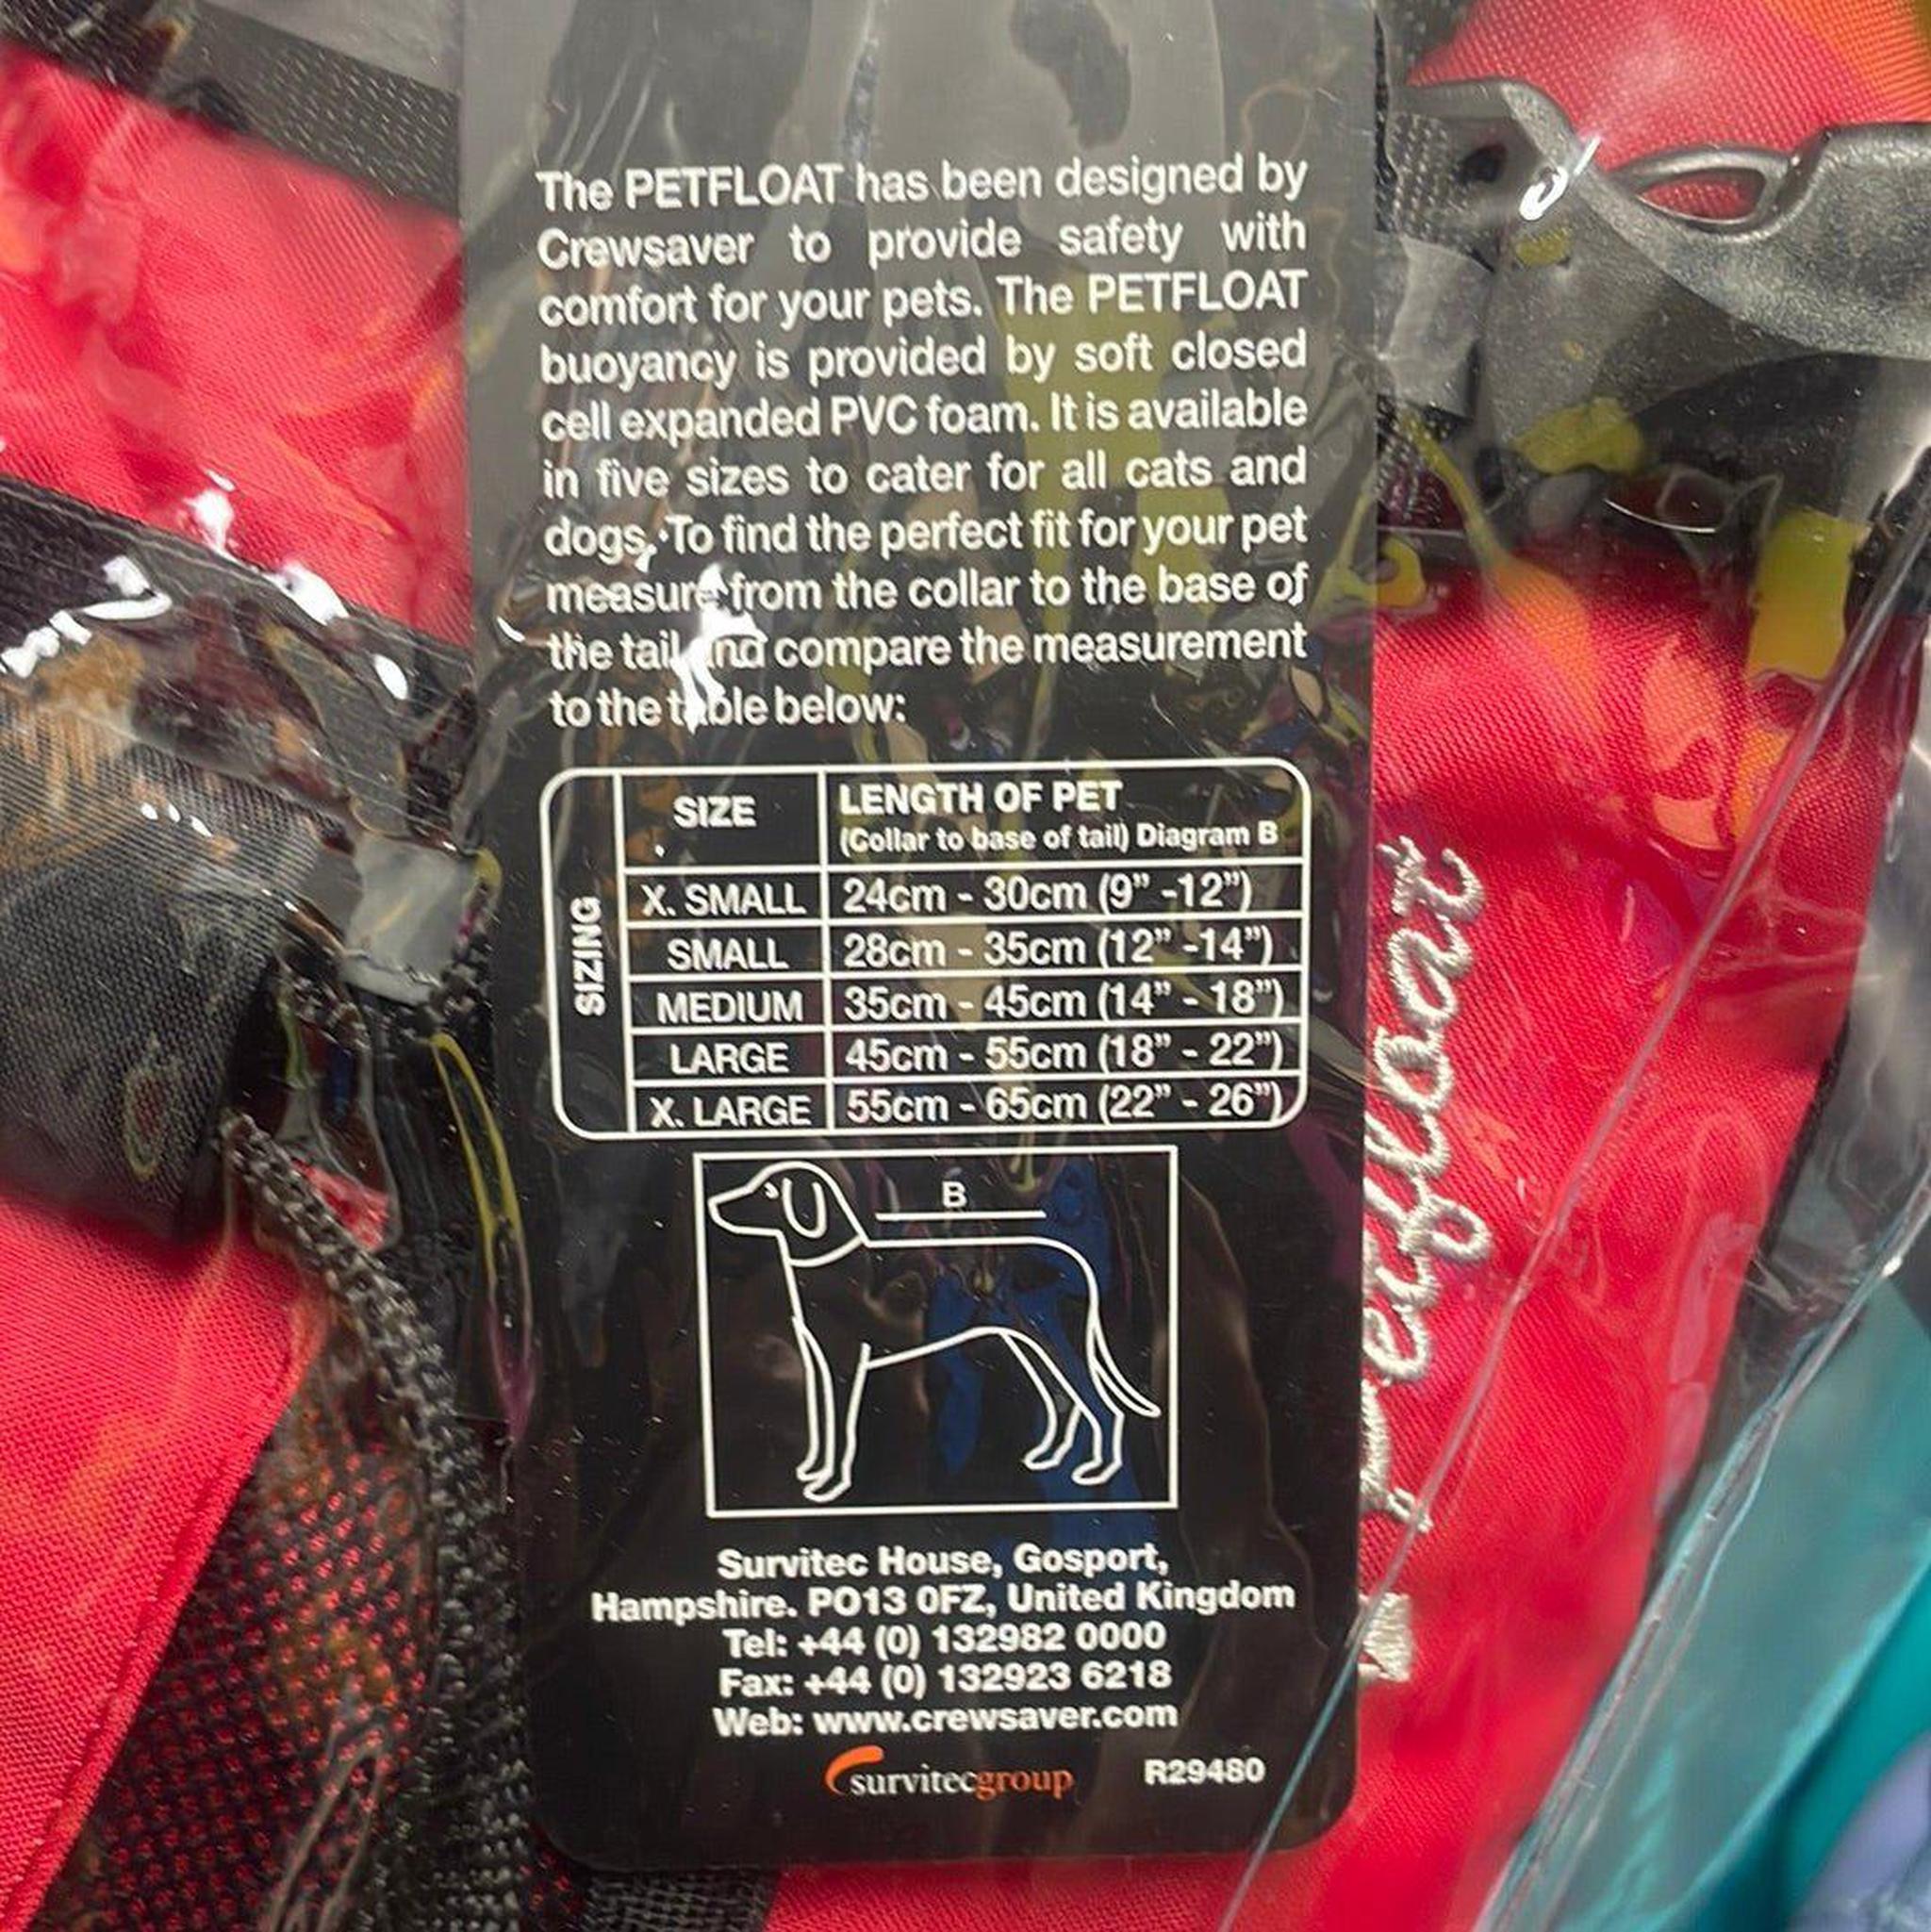 The PETFLOAT has been designed by
Crewsaver to provide safety with
comfort for your pets. The PETFLOAT
buoyancy is provided by soft closed
cell expanded PVC foam. It is available
in five sizes to cater for all cats and
dogs. To find the perfect fit for your pet
measure from the collar to the base of
the tail and compare the measurement
to the table below:
SIZING
SIZE LENGTH OF PET
(Collar to base of tail) Diagram B
X. SMALL 24cm - 30cm (9” -12”)
SMALL 28cm - 35cm (12” -14”)
MEDIUM 35cm - 45cm (14” - 18”)
LARGE 45cm - 55cm (18” - 22”)
X. LARGE 55cm - 65cm (22” - 26”)
B
Survitec House, Gosport,
Hampshire. PO13 0FZ, United Kingdom
Tel: +44 (0) 132982 0000
Fax: +44 (0) 132923 6218
Web: www.crewsaver.com
survitecgroup R29480
Petfloat